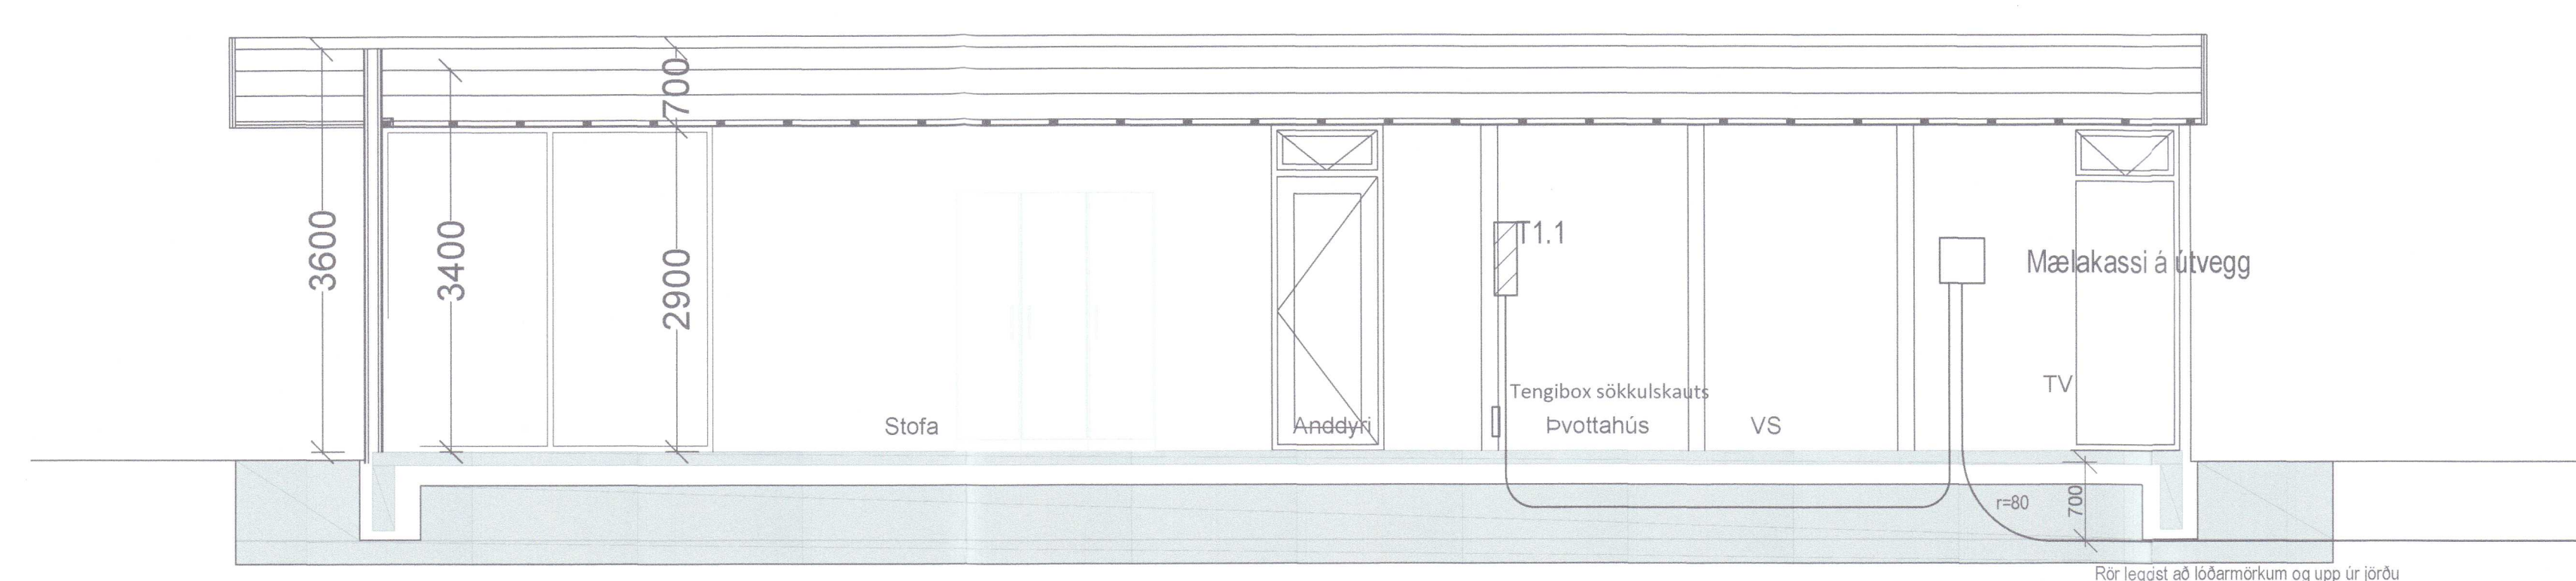 700
3600
3400
2900
T1.1
Mælakassi á útvegg
Tengibox sökkulskauts
TV
Stofa
Anddyri
Þvottahús
VS
r=80
700
Rör leggist að lóðarmörkum og upp úr jörðu